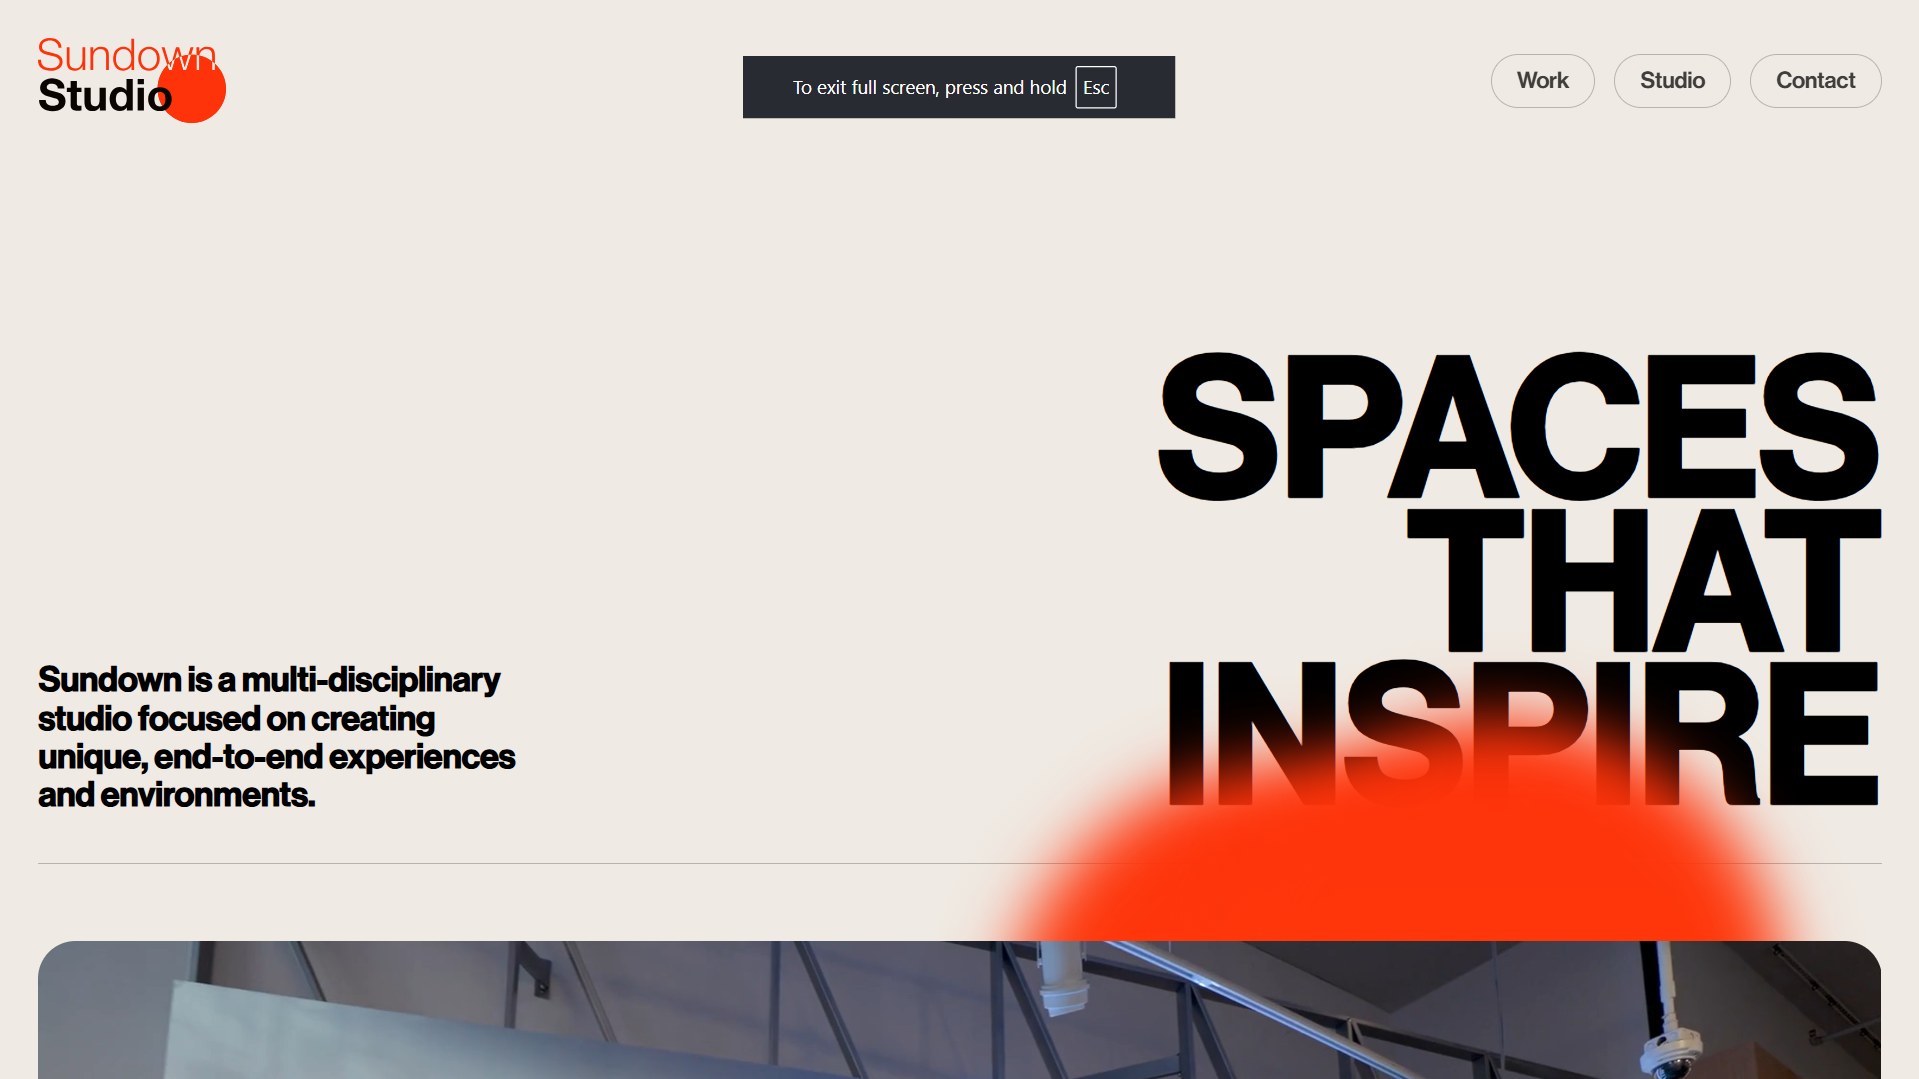 Sundown
Studio
To exit full screen, press and hold Esc
Work
Studio
Contact
SPACES
THAT
INSPIRE
Sundown is a multi-disciplinary
studio focused on creating
unique, end-to-end experiences
and environments.